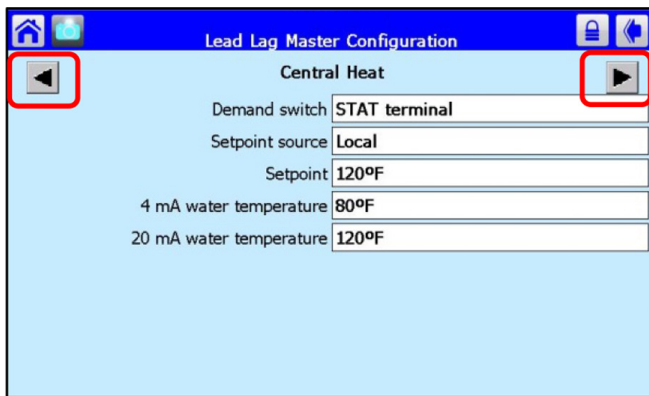 Lead Lag Master Configuration
Central Heat
Demand switch STAT terminal
Setpoint source Local
Setpoint 120ºF
4 mA water temperature 80ºF
20 mA water temperature 120ºF